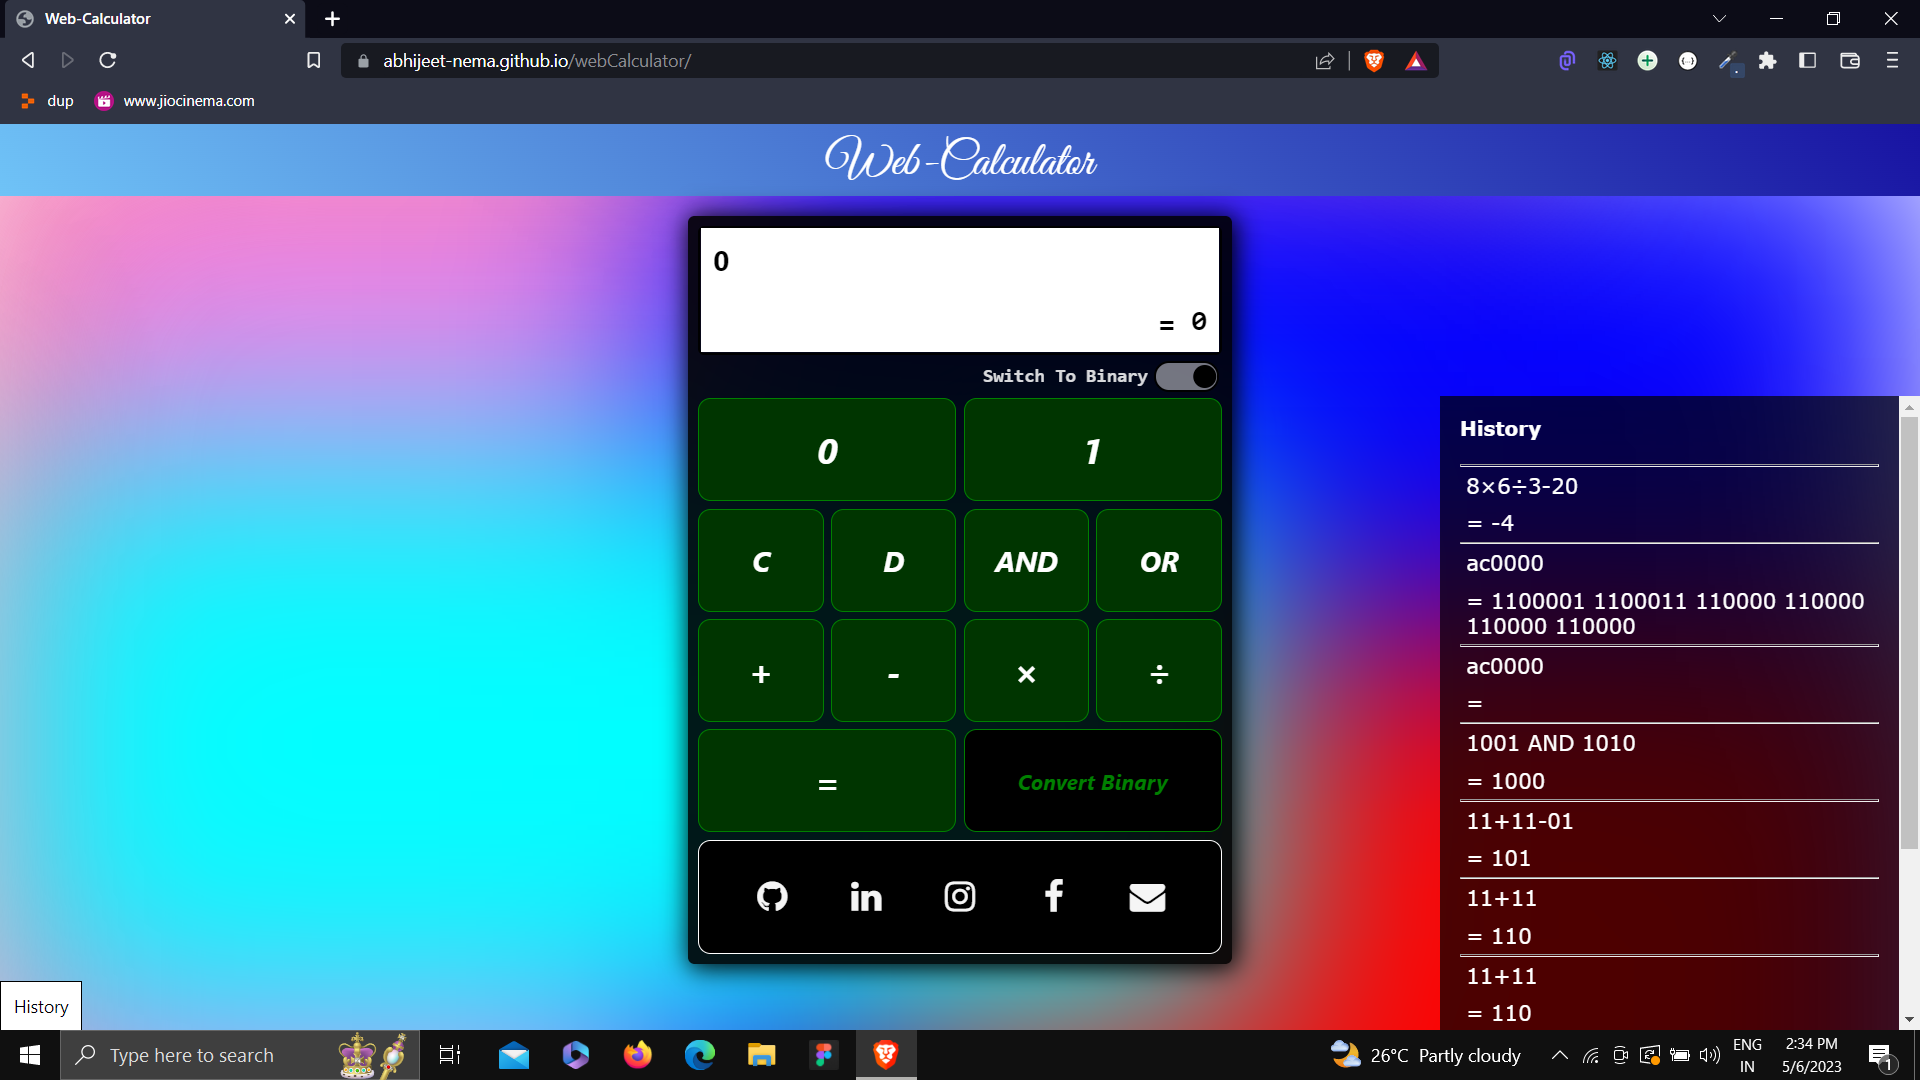 Web-Calculator
abhijeet-nema.github.io/webCalculator/
dup
www.jiocinema.com
Web-Calculator
0
= 0
Switch To Binary
0 1
C D AND OR
+ - × ÷
= Convert Binary
History
8×6÷3-20
= -4
ac0000
= 1100001 1100011 110000 110000
110000 110000
ac0000
=
1001 AND 1010
= 1000
11+11-01
= 101
11+11
= 110
11+11
= 110
History
Type here to search
26°C Partly cloudy
ENG
IN
2:34 PM
5/6/2023
1